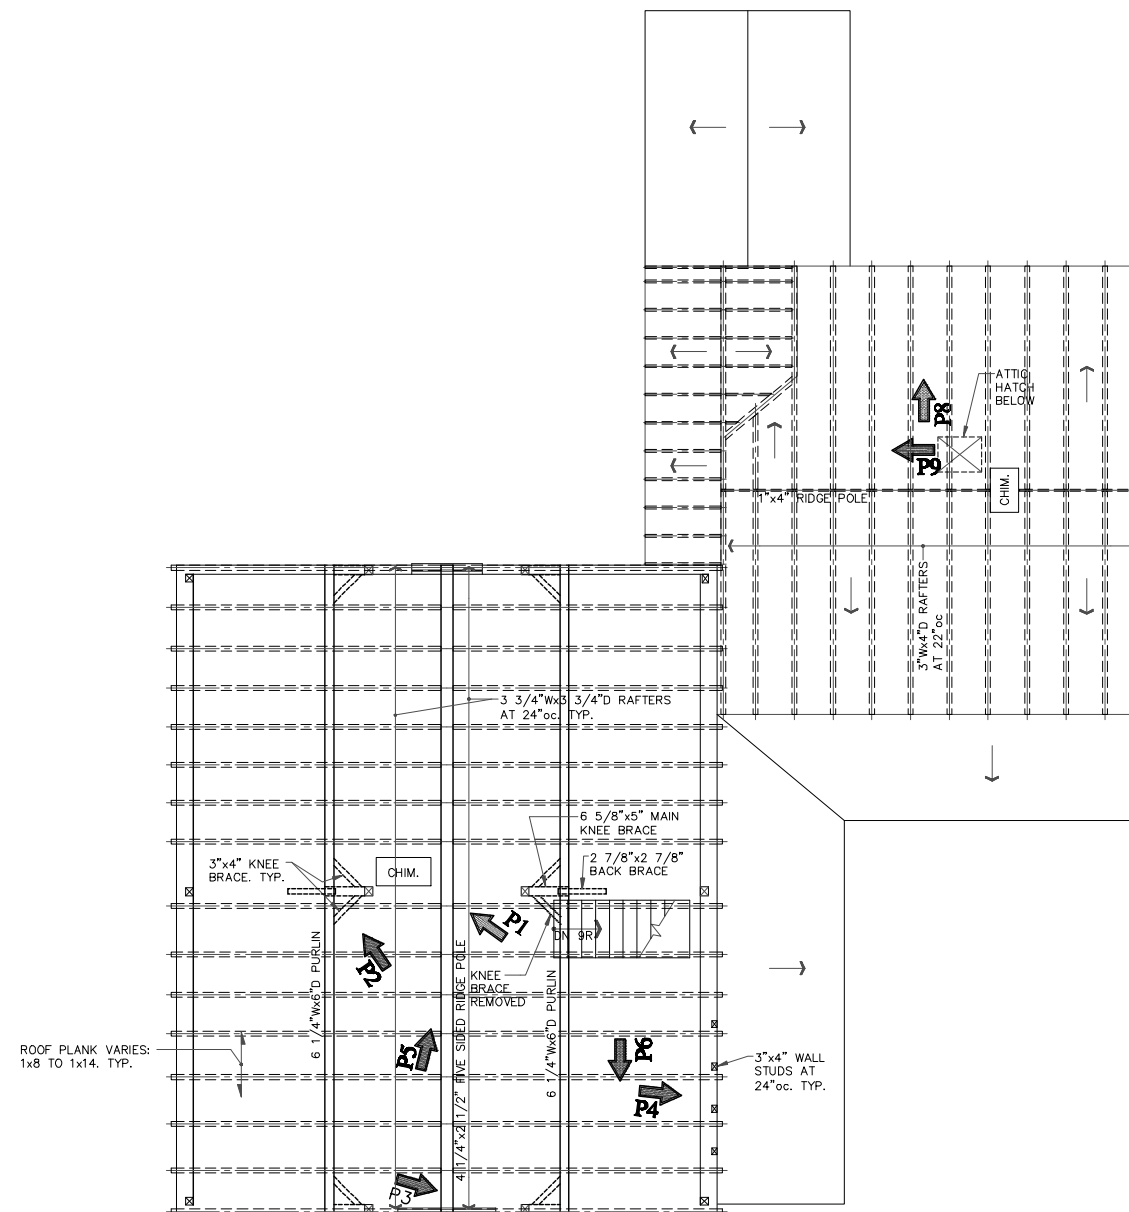 ATTIC
HATCH
BELOW
P8
P9
CHIM.
1"x4" RIDGE POLE
3"Wx4"D RAFTERS
AT 22"oc
3 3/4"Wx3 3/4"D RAFTERS
AT 24"oc. TYP.
6 5/8"x5" MAIN
KNEE BRACE
2 7/8"x2 7/8"
BACK BRACE
3"x4" KNEE
BRACE. TYP.
CHIM.
P1
DN 9R
P2
KNEE
BRACE
REMOVED
6 1/4"Wx6"D PURLIN
4 1/4"x2 1/2" FIVE SIDED RIDGE POLE
6 1/4"Wx6"D PURLIN
ROOF PLANK VARIES:
1x8 TO 1x14. TYP.
P5
P6
P4
3"x4" WALL
STUDS AT
24"oc. TYP.
P3